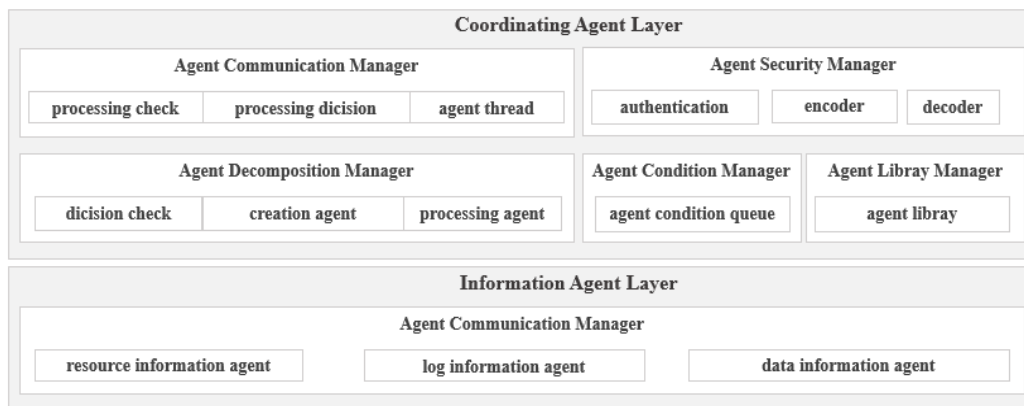 Coordinating Agent Layer
Agent Communication Manager
processing check
processing dicision
agent thread
Agent Security Manager
authentication
encoder
decoder
Agent Decomposition Manager
dicision check
creation agent
processing agent
Agent Condition Manager
agent condition queue
Agent Libray Manager
agent libray
Information Agent Layer
Agent Communication Manager
resource information agent
log information agent
data information agent